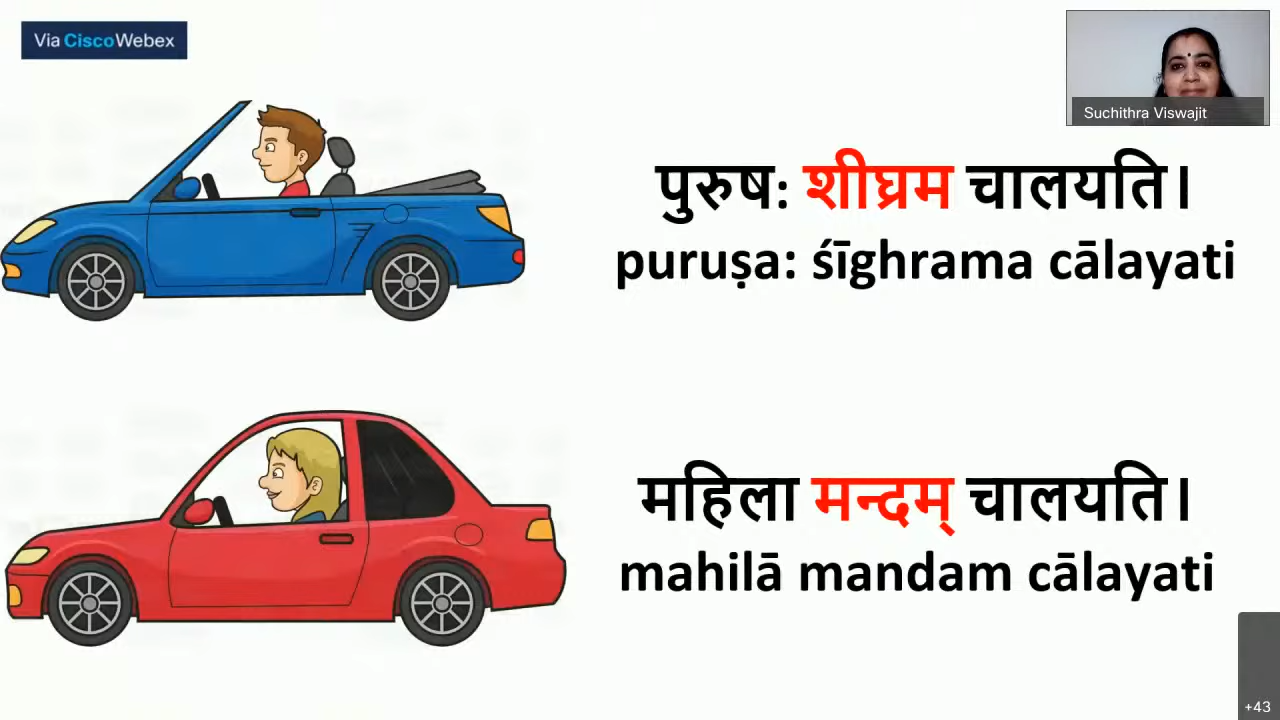 Via CiscoWebex
Suchithra Viswajit
पुरुष: शीघ्रम चालयति।
puruṣa: śīghrama cālayati
महिला मन्दम् चालयति।
mahilā mandam cālayati
+43